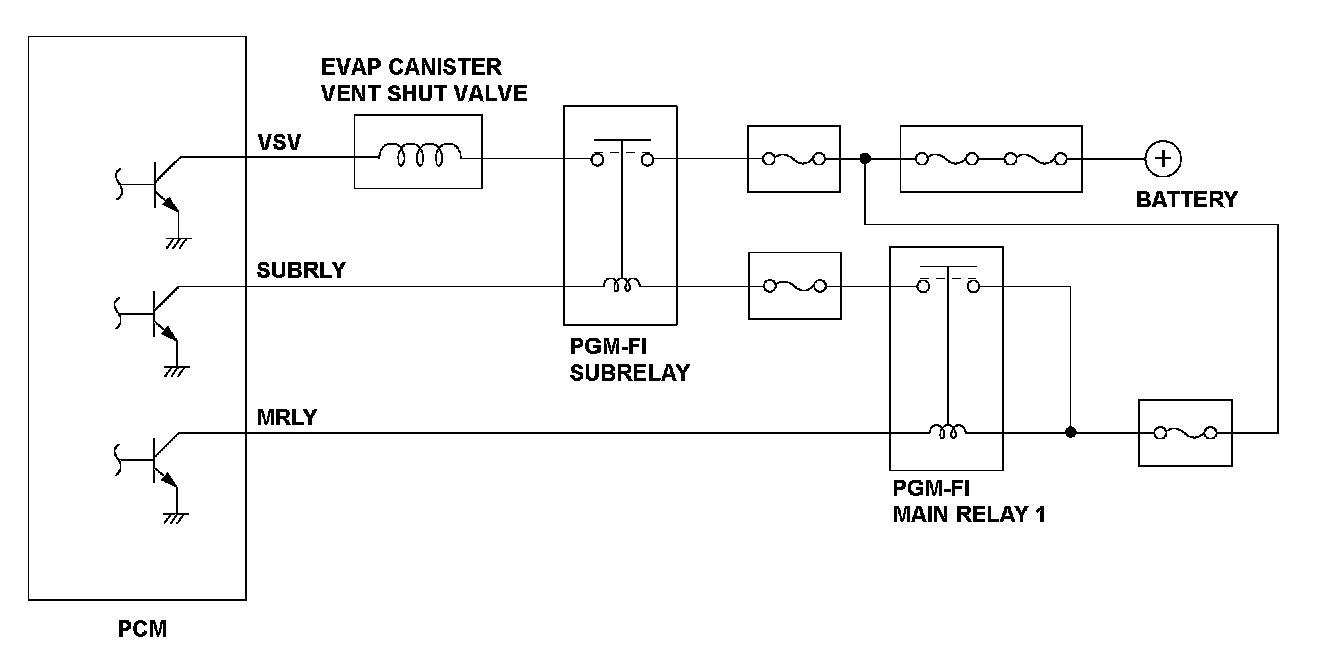 EVAP CANISTER
VENT SHUT VALVE
VSV
BATTERY
SUBRLY
PGM-FI
SUBRELAY
MRLY
PGM-FI
MAIN RELAY 1
PCM